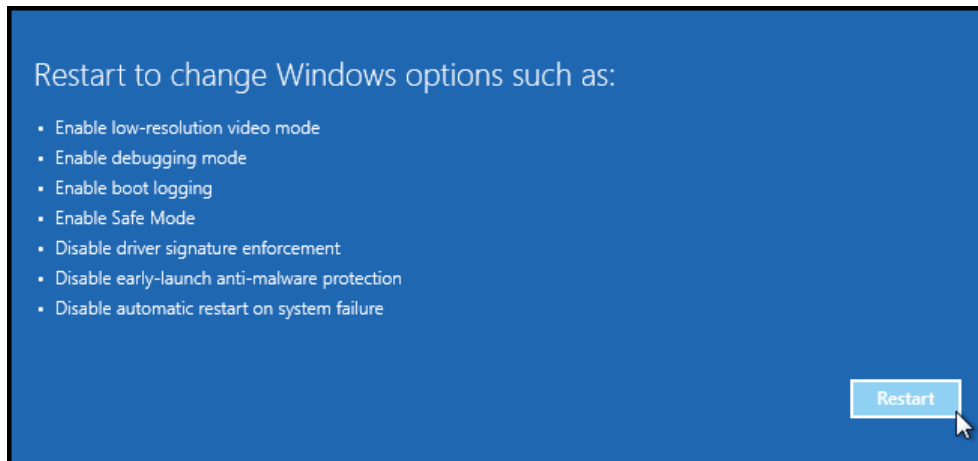 Restart to change Windows options such as:
▪ Enable low-resolution video mode
▪ Enable debugging mode
▪ Enable boot logging
▪ Enable Safe Mode
▪ Disable driver signature enforcement
▪ Disable early-launch anti-malware protection
▪ Disable automatic restart on system failure
Restart